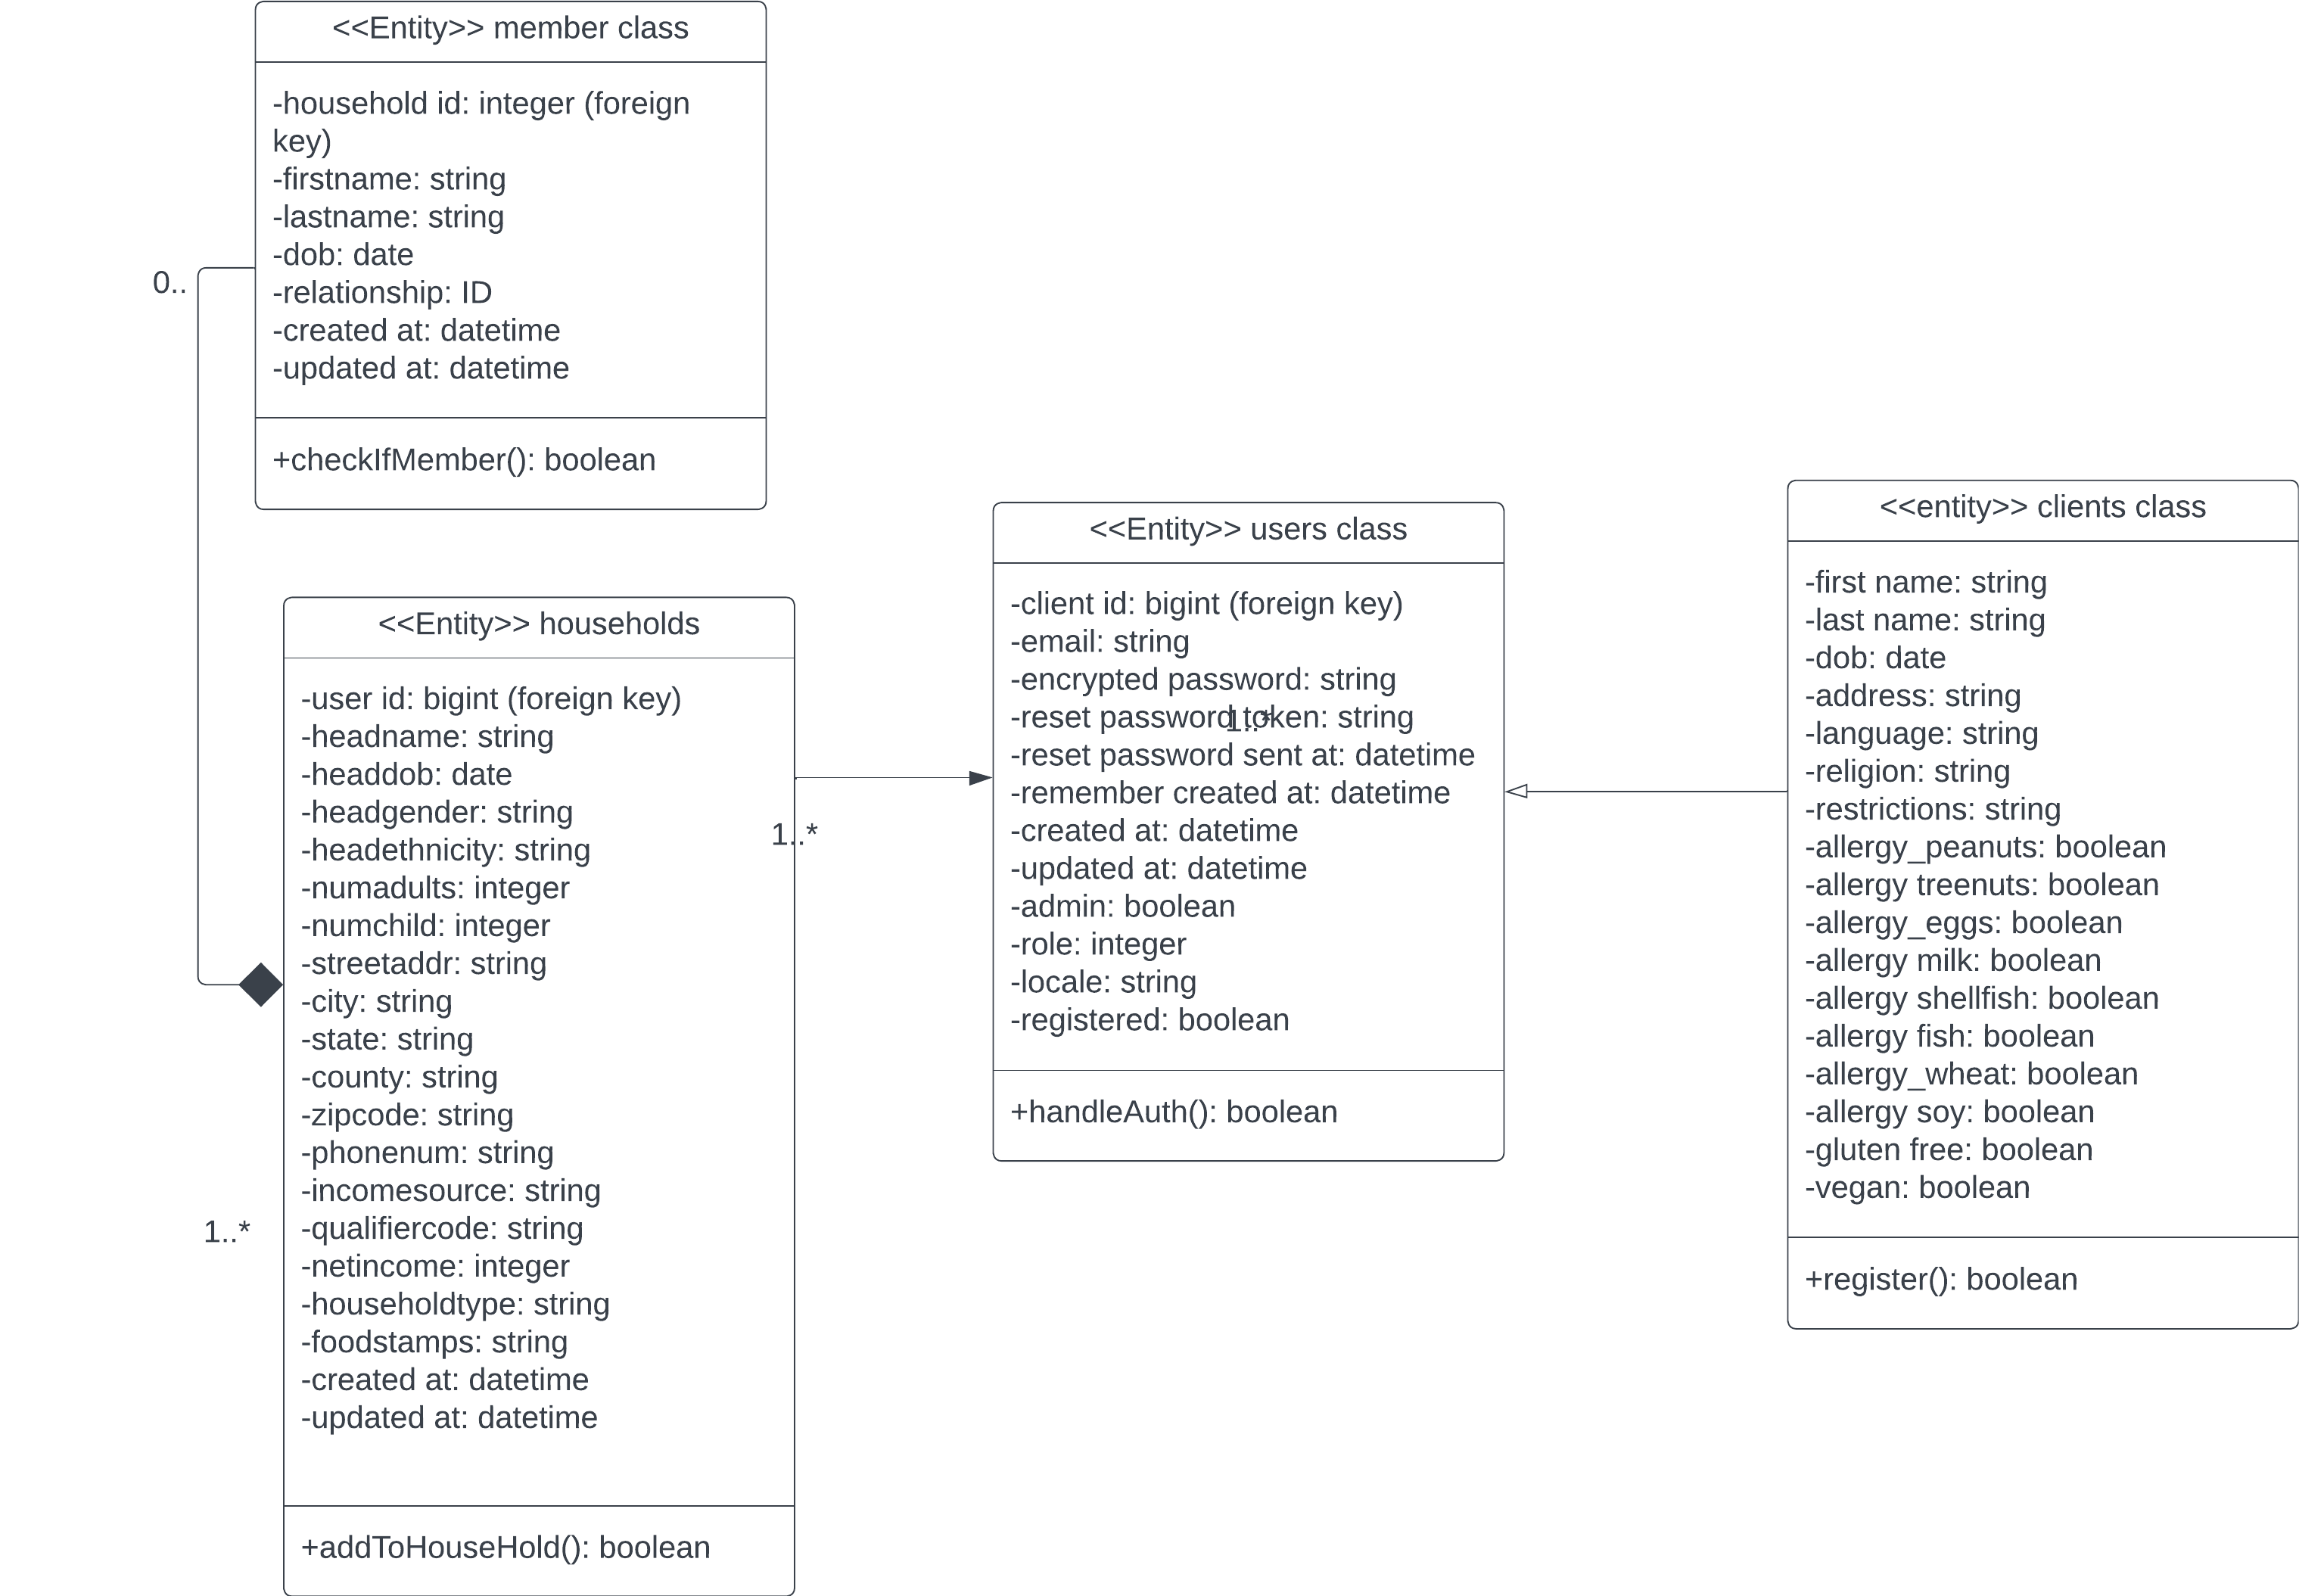 <<Entity>> member class
-household id: integer (foreign
key)
-firstname: string
-lastname: string
-dob: date
-relationship: ID
-created at: datetime
-updated at: datetime
+checkIfMember(): boolean
0..
<<Entity>> households
-user id: bigint (foreign key)
-headname: string
-headdob: date
-headgender: string
-headethnicity: string
-numadults: integer
-numchild: integer
-streetaddr: string
-city: string
-state: string
-county: string
-zipcode: string
-phonenum: string
-incomesource: string
-qualifiercode: string
-netincome: integer
-householdtype: string
-foodstamps: string
-created at: datetime
-updated at: datetime
+addToHouseHold(): boolean
1..*
1..*
<<Entity>> users class
-client id: bigint (foreign key)
-email: string
-encrypted password: string
-reset password token: string
1..*
-reset password sent at: datetime
-remember created at: datetime
-created at: datetime
-updated at: datetime
-admin: boolean
-role: integer
-locale: string
-registered: boolean
+handleAuth(): boolean
<<entity>> clients class
-first name: string
-last name: string
-dob: date
-address: string
-language: string
-religion: string
-restrictions: string
-allergy_peanuts: boolean
-allergy treenuts: boolean
-allergy_eggs: boolean
-allergy milk: boolean
-allergy shellfish: boolean
-allergy fish: boolean
-allergy_wheat: boolean
-allergy soy: boolean
-gluten free: boolean
-vegan: boolean
+register(): boolean